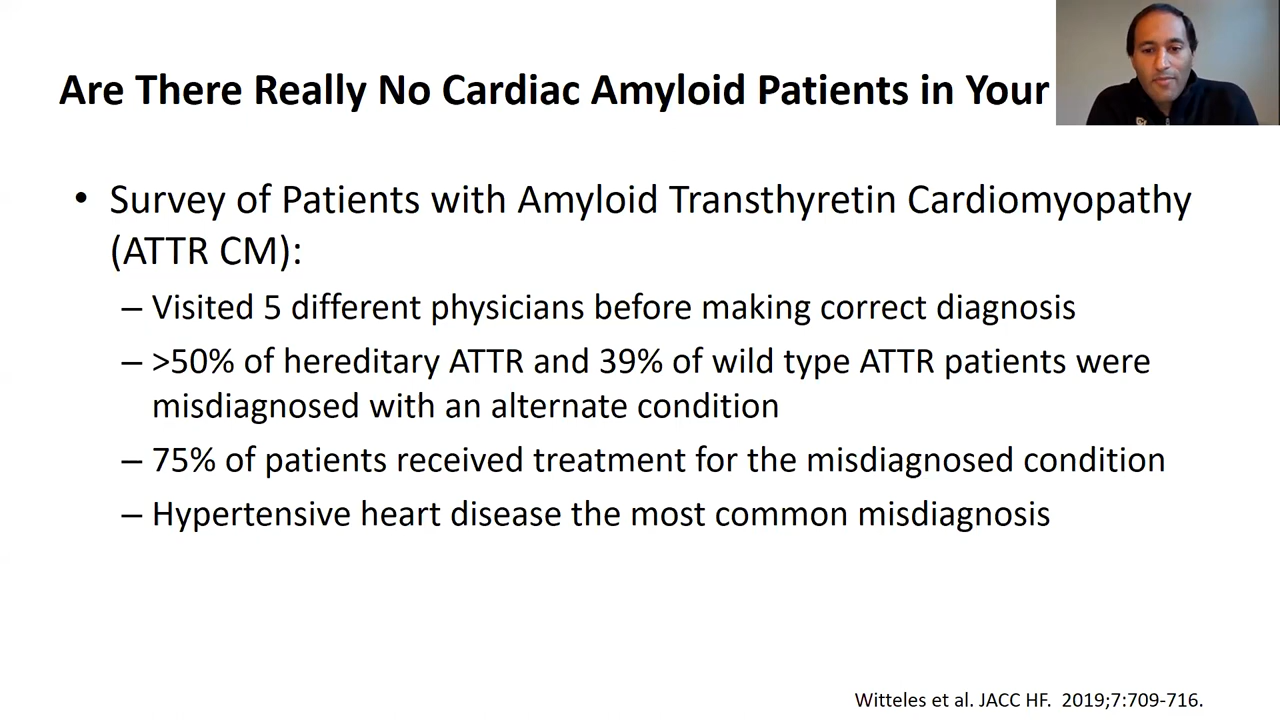 Are There Really No Cardiac Amyloid Patients in Your
• Survey of Patients with Amyloid Transthyretin Cardiomyopathy
(ATTR CM):
– Visited 5 different physicians before making correct diagnosis
– >50% of hereditary ATTR and 39% of wild type ATTR patients were
misdiagnosed with an alternate condition
– 75% of patients received treatment for the misdiagnosed condition
– Hypertensive heart disease the most common misdiagnosis
Witteles et al. JACC HF. 2019;7:709-716.